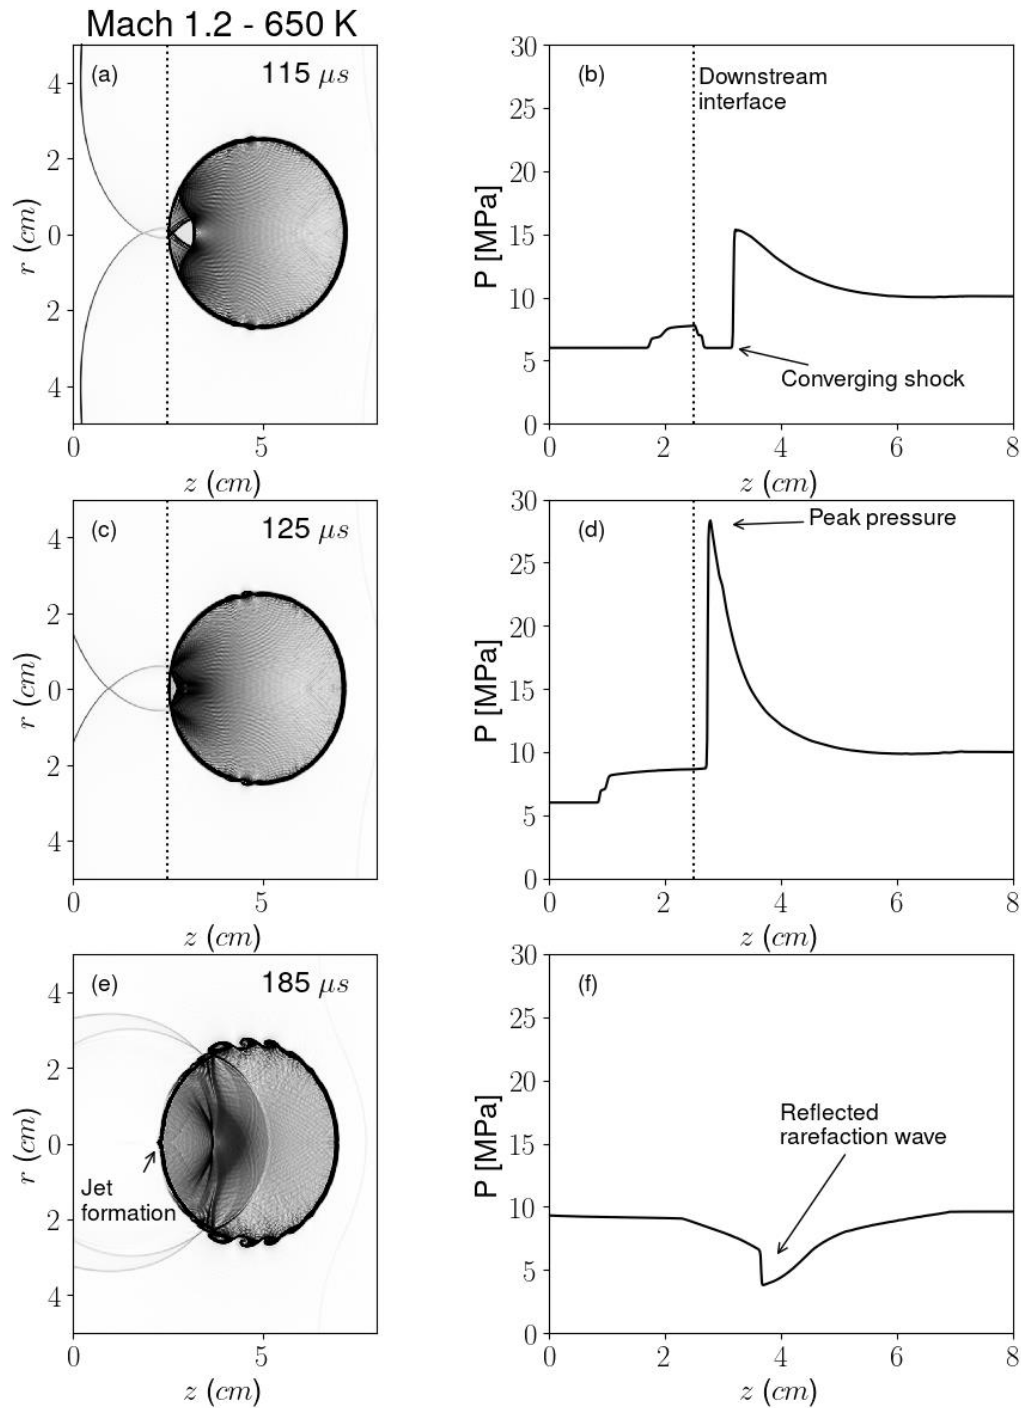 Mach 1.2 - 650 K
(a)
115 μs
4
2
0
2
4
r (cm)
0
5
z (cm)
(b)
Downstream
interface
Converging shock
30
25
20
15
10
5
0
P [MPa]
0 2 4 6 8
z (cm)
(c)
125 μs
4
2
0
2
4
r (cm)
0
5
z (cm)
(d)
Peak pressure
30
25
20
15
10
5
0
P [MPa]
0 2 4 6 8
z (cm)
(e)
185 μs
Jet
formation
4
2
0
2
4
r (cm)
0
5
z (cm)
(f)
Reflected
rarefaction wave
30
25
20
15
10
5
0
P [MPa]
0 2 4 6 8
z (cm)